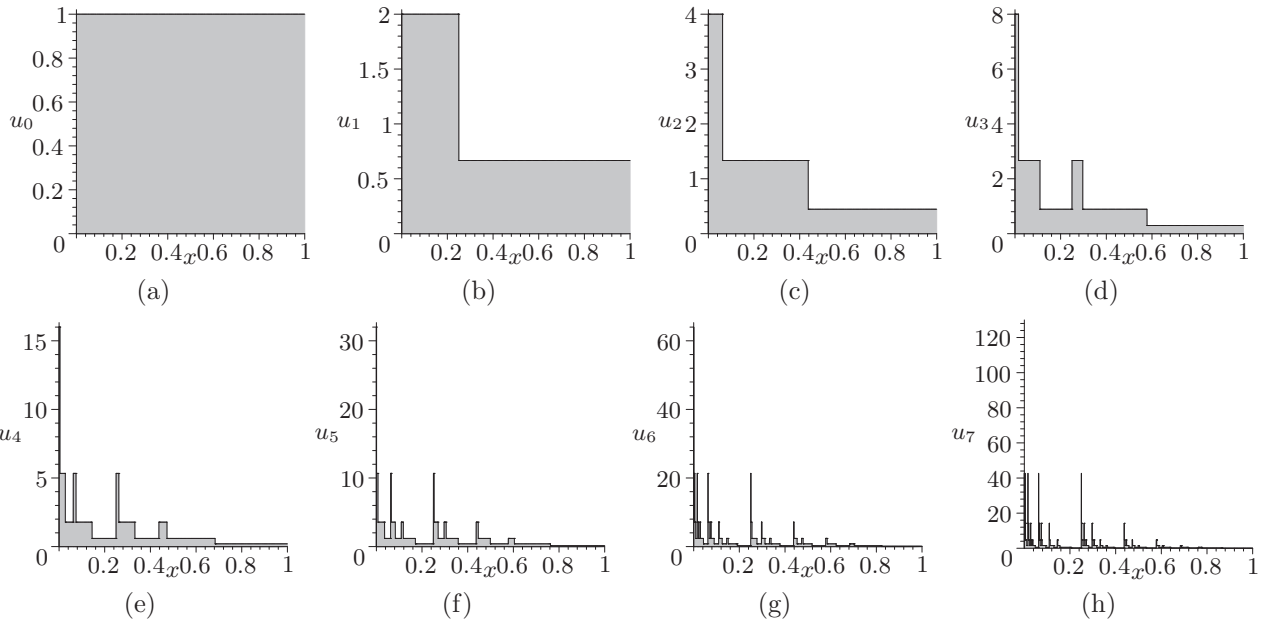 1
0.8
0.6
u0
0.4
0.2
0
0.2 0.4x0.6 0.8 1
(a)
2
1.5
u1 1
0.5
0
0.2 0.4x0.6 0.8 1
(b)
4
3
u2 2
1
0
0.2 0.4x0.6 0.8 1
(c)
8
6
u3 4
2
0
0.2 0.4x0.6 0.8 1
(d)
15
10
u4
5
0
0.2 0.4x0.6 0.8 1
(e)
30
20
u5
10
0
0.2 0.4x0.6 0.8 1
(f)
60
40
u6
20
0
0.2 0.4x0.6 0.8 1
(g)
120
100
80
u7 60
40
20
0
0.2 0.4x0.6 0.8 1
(h)